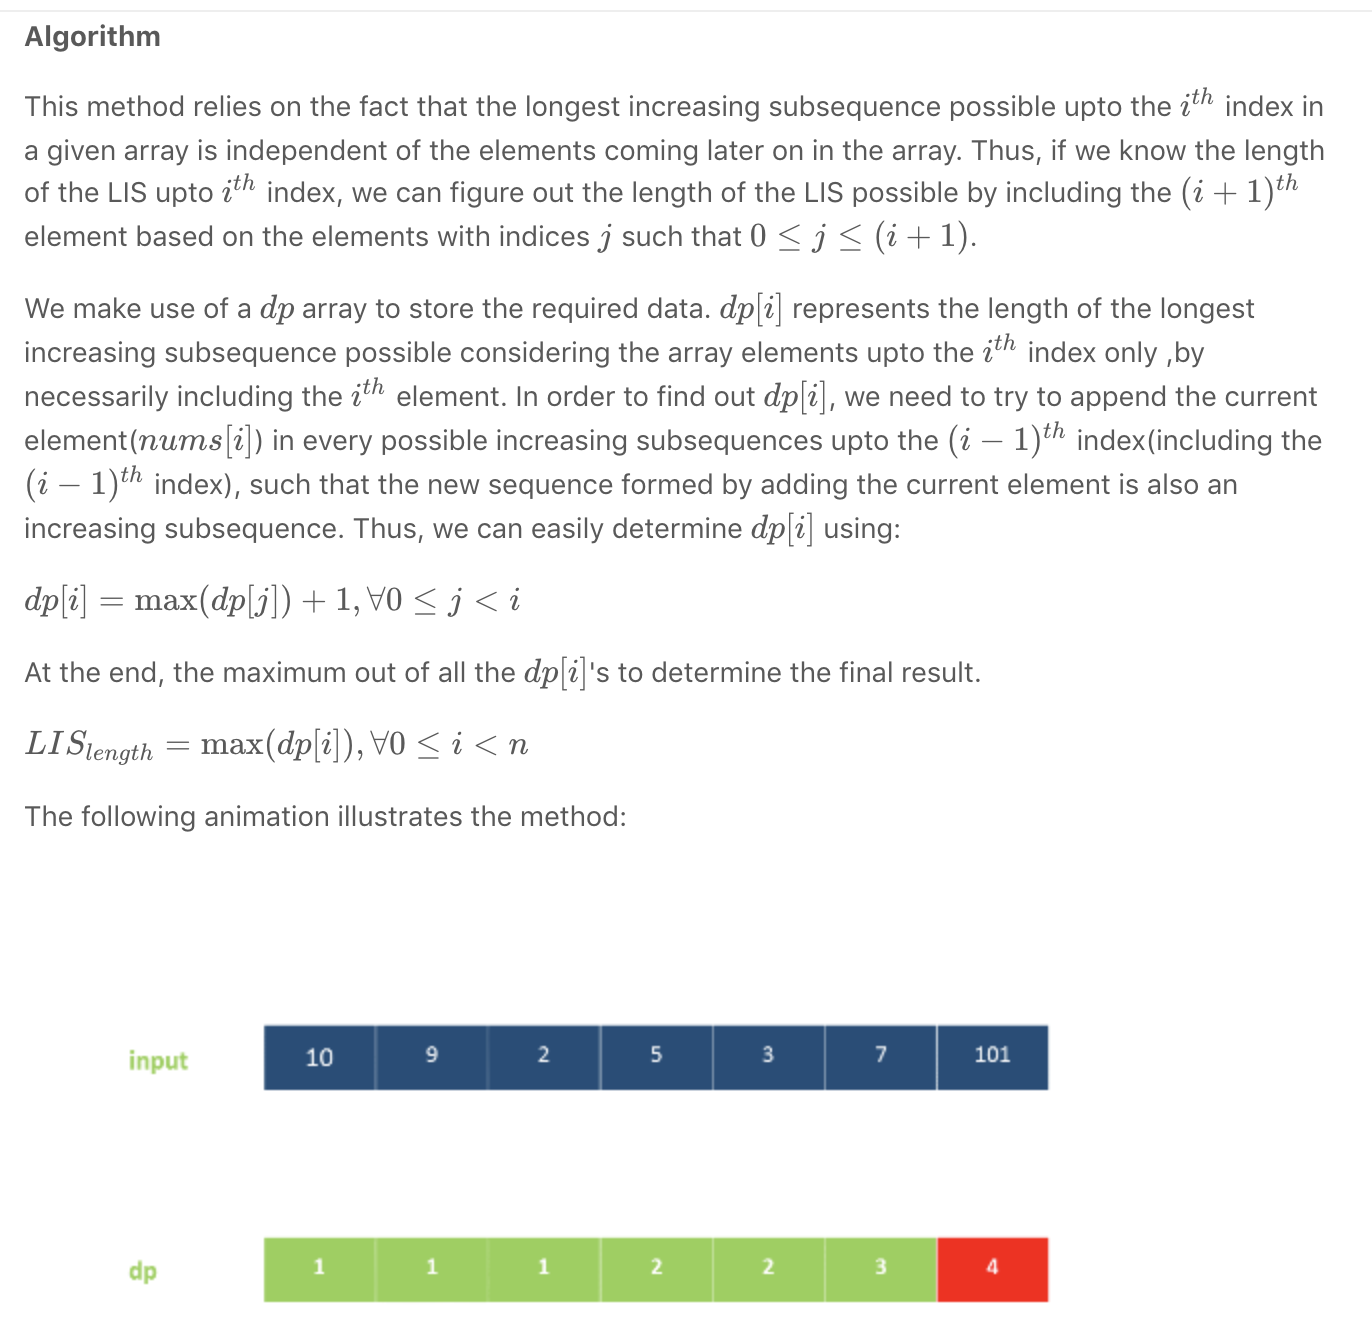 Algorithm
This method relies on the fact that the longest increasing subsequence possible upto the i^th index in
a given array is independent of the elements coming later on in the array. Thus, if we know the length
of the LIS upto i^th index, we can figure out the length of the LIS possible by including the (i + 1)^th
element based on the elements with indices j such that 0 ≤ j ≤ (i + 1).
We make use of a dp array to store the required data. dp[i] represents the length of the longest
increasing subsequence possible considering the array elements upto the i^th index only ,by
necessarily including the i^th element. In order to find out dp[i], we need to try to append the current
element(nums[i]) in every possible increasing subsequences upto the (i − 1)^th index(including the
(i − 1)^th index), such that the new sequence formed by adding the current element is also an
increasing subsequence. Thus, we can easily determine dp[i] using:
dp[i] = max(dp[j]) + 1, ∀0 ≤ j < i
At the end, the maximum out of all the dp[i]'s to determine the final result.
LIS_length = max(dp[i]), ∀0 ≤ i < n
The following animation illustrates the method:
input 10 9 2 5 3 7 101
dp 1 1 1 2 2 3 4